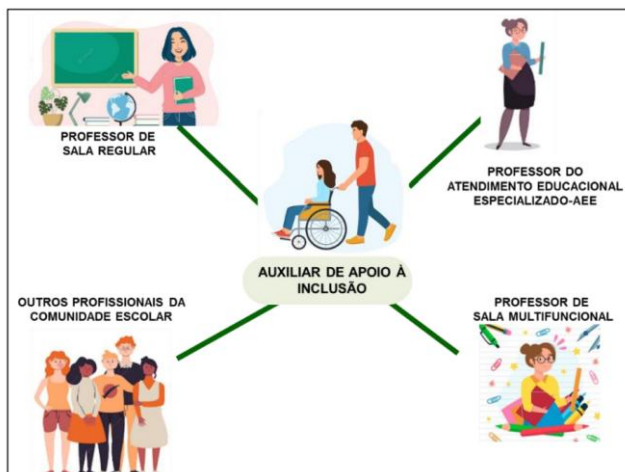 PROFESSOR DE
SALA REGULAR
PROFESSOR DO
ATENDIMENTO EDUCACIONAL
ESPECIALIZADO-AEE
AUXILIAR DE APOIO À
INCLUSÃO
OUTROS PROFISSIONAIS DA
COMUNIDADE ESCOLAR
PROFESSOR DE
SALA MULTIFUNCIONAL